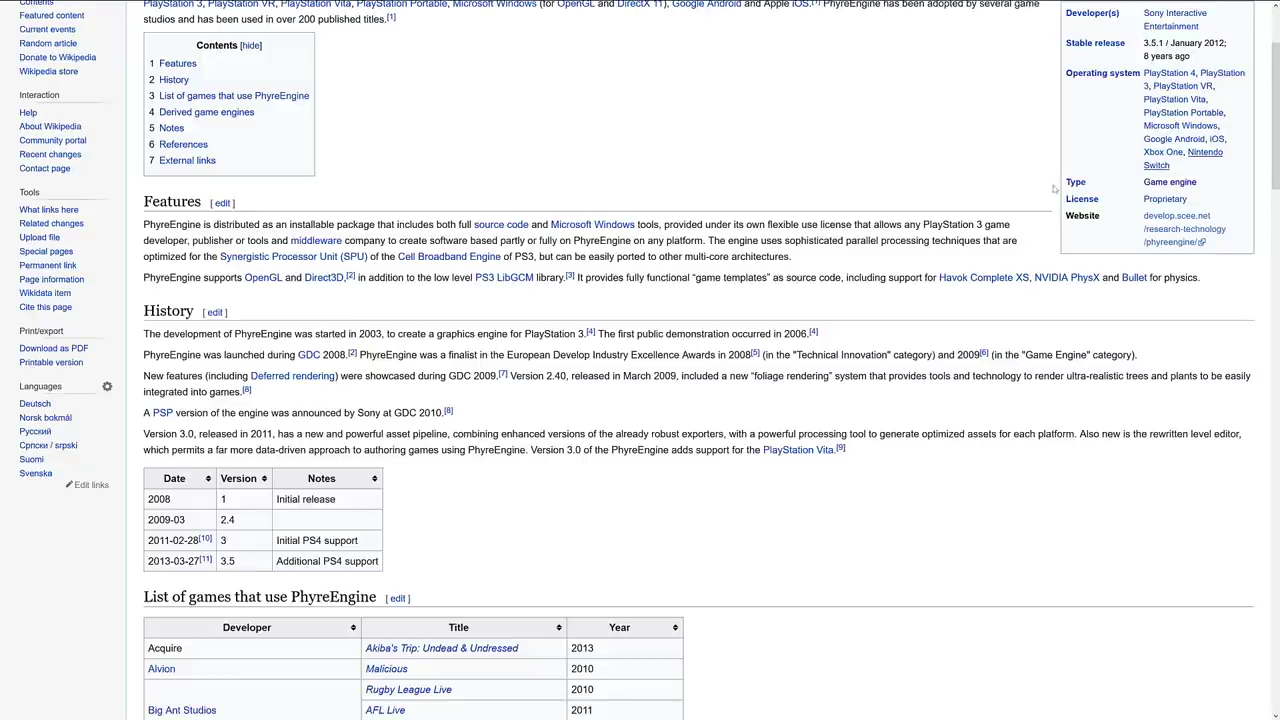 Contents
Featured content
Current events
Random article
Donate to Wikipedia
Wikipedia store
Interaction
Help
About Wikipedia
Community portal
Recent changes
Contact page
Tools
What links here
Related changes
Upload file
Special pages
Permanent link
Page information
Wikidata item
Cite this page
Print/export
Download as PDF
Printable version
Languages
Deutsch
Norsk bokmål
Русский
Српски / srpski
Suomi
Svenska
Edit links
PlayStation 3, PlayStation VR, PlayStation Vita, PlayStation Portable, Microsoft Windows (for OpenGL and DirectX 11), Google Android and Apple iOS.[1] PhyreEngine has been adopted by several game
studios and has been used in over 200 published titles.[1]
Contents [hide]
1 Features
2 History
3 List of games that use PhyreEngine
4 Derived game engines
5 Notes
6 References
7 External links
Features [ edit ]
PhyreEngine is distributed as an installable package that includes both full source code and Microsoft Windows tools, provided under its own flexible use license that allows any PlayStation 3 game
developer, publisher or tools and middleware company to create software based partly or fully on PhyreEngine on any platform. The engine uses sophisticated parallel processing techniques that are
optimized for the Synergistic Processor Unit (SPU) of the Cell Broadband Engine of PS3, but can be easily ported to other multi-core architectures.
PhyreEngine supports OpenGL and Direct3D,[2] in addition to the low level PS3 LibGCM library.[3] It provides fully functional “game templates” as source code, including support for Havok Complete XS, NVIDIA PhysX and Bullet for physics.
History [ edit ]
The development of PhyreEngine was started in 2003, to create a graphics engine for PlayStation 3.[4] The first public demonstration occurred in 2006.[4]
PhyreEngine was launched during GDC 2008.[2] PhyreEngine was a finalist in the European Develop Industry Excellence Awards in 2008[5] (in the "Technical Innovation" category) and 2009[6] (in the "Game Engine" category).
New features (including Deferred rendering) were showcased during GDC 2009.[7] Version 2.40, released in March 2009, included a new “foliage rendering” system that provides tools and technology to render ultra-realistic trees and plants to be easily
integrated into games.[8]
A PSP version of the engine was announced by Sony at GDC 2010.[8]
Version 3.0, released in 2011, has a new and powerful asset pipeline, combining enhanced versions of the already robust exporters, with a powerful processing tool to generate optimized assets for each platform. Also new is the rewritten level editor,
which permits a far more data-driven approach to authoring games using PhyreEngine. Version 3.0 of the PhyreEngine adds support for the PlayStation Vita.[9]
Date Version Notes
2008 1 Initial release
2009-03 2.4
2011-02-28[10] 3 Initial PS4 support
2013-03-27[11] 3.5 Additional PS4 support
List of games that use PhyreEngine [ edit ]
Developer Title Year
Acquire Akiba's Trip: Undead & Undressed 2013
Alvion Malicious 2010
Rugby League Live 2010
Big Ant Studios AFL Live 2011
Developer(s) Sony Interactive
Entertainment
Stable release 3.5.1 / January 2012;
8 years ago
Operating system PlayStation 4, PlayStation
3, PlayStation VR,
PlayStation Vita,
PlayStation Portable,
Microsoft Windows,
Google Android, iOS,
Xbox One, Nintendo
Switch
Type Game engine
License Proprietary
Website develop.scee.net
/research-technology
/phyreengine/